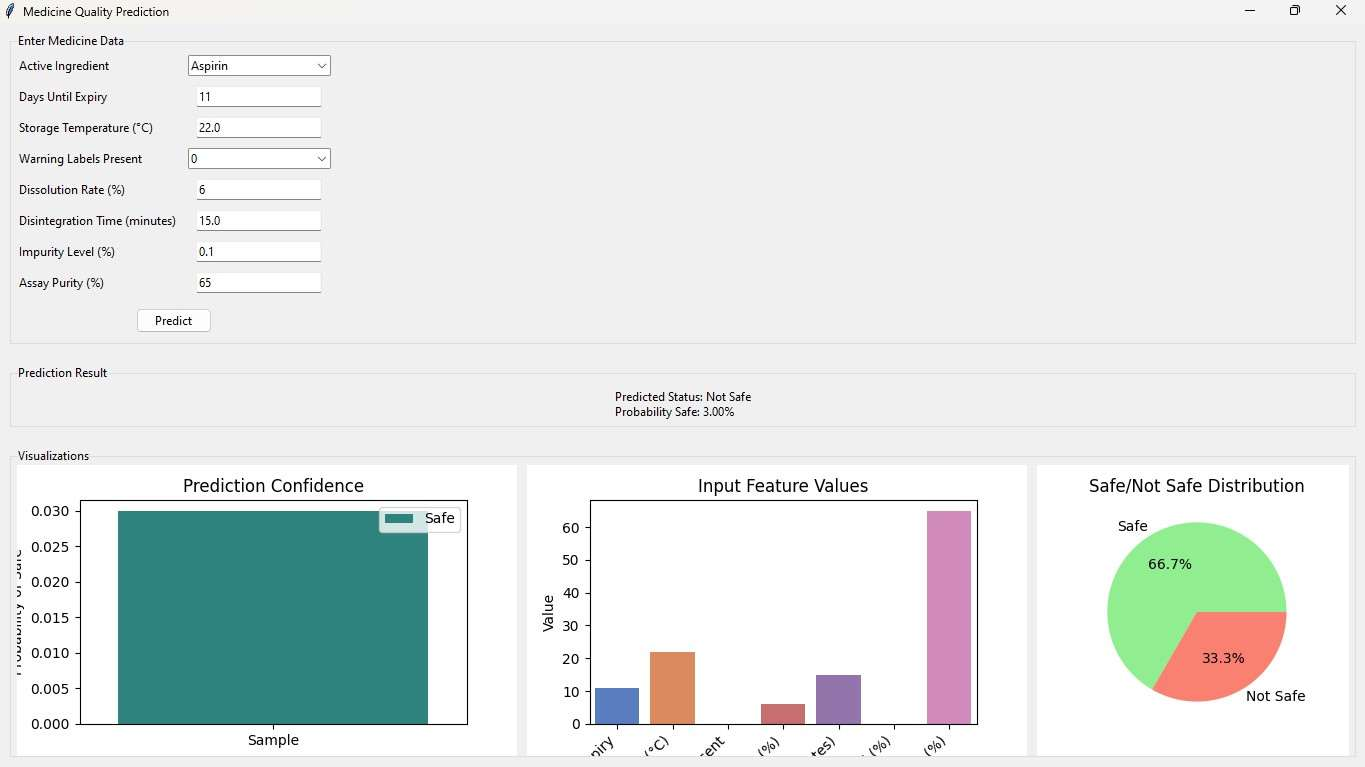 Medicine Quality Prediction
Enter Medicine Data
Active Ingredient Aspirin
Days Until Expiry 11
Storage Temperature (°C) 22.0
Warning Labels Present 0
Dissolution Rate (%) 6
Disintegration Time (minutes) 15.0
Impurity Level (%) 0.1
Assay Purity (%) 65
Predict
Prediction Result
Predicted Status: Not Safe
Probability Safe: 3.00%
Visualizations
Prediction Confidence
Safe
0.030
0.025
0.020
0.015
0.010
0.005
0.000
Sample
Input Feature Values
Value
60
50
40
30
20
10
0
piry
(°C)
ent
(%)
tes)
(%)
(%)
Safe/Not Safe Distribution
Safe
66.7%
33.3%
Not Safe